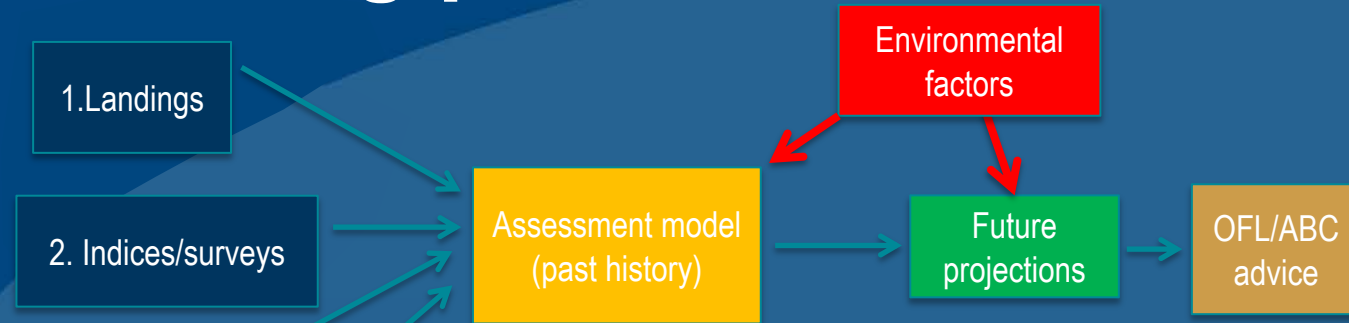 Environmental
factors
1.Landings
2. Indices/surveys
Assessment model
(past history)
Future
projections
OFL/ABC
advice